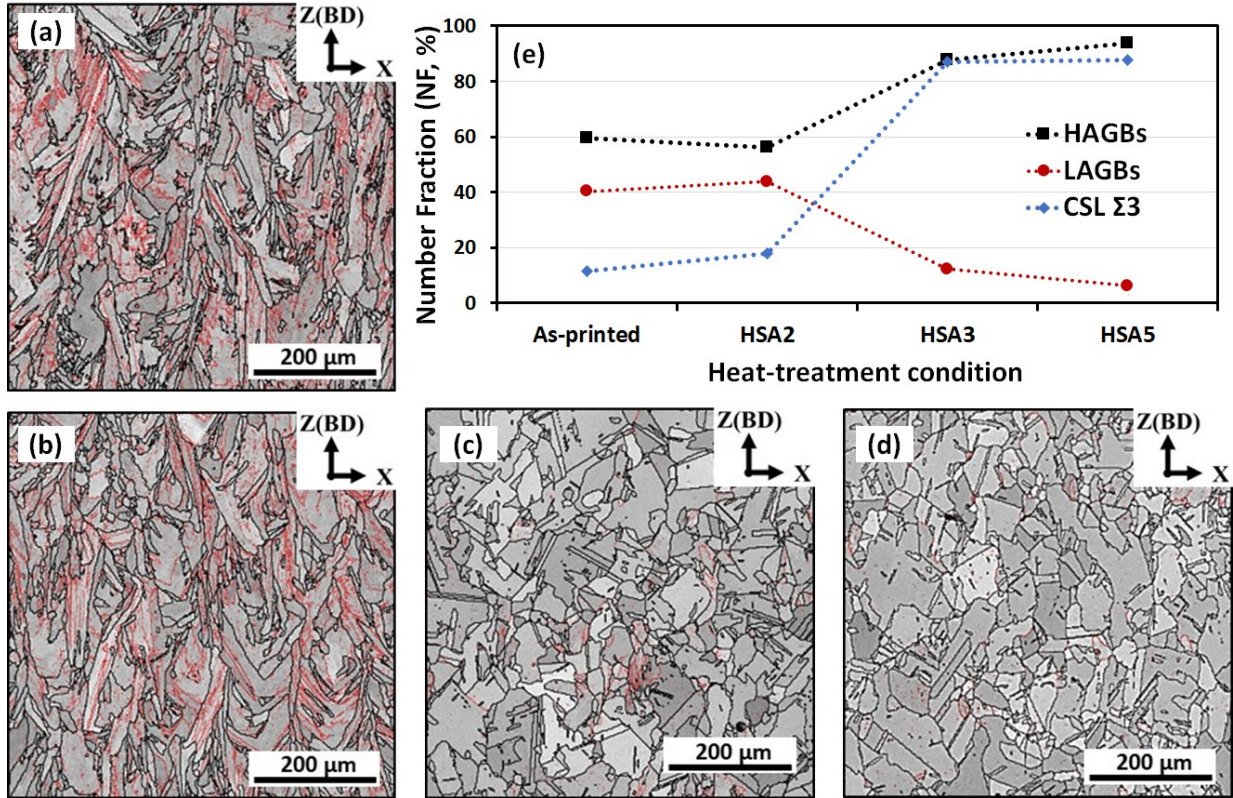 (a)
Z(BD)
X
200 µm
(e)
Number Fraction (NF, %)
100
80
60
40
20
0
HAGBs
LAGBs
CSL Σ3
As-printed HSA2 HSA3 HSA5
Heat-treatment condition
(b)
Z(BD)
X
200 µm
(c)
Z(BD)
X
200 µm
(d)
Z(BD)
X
200 µm